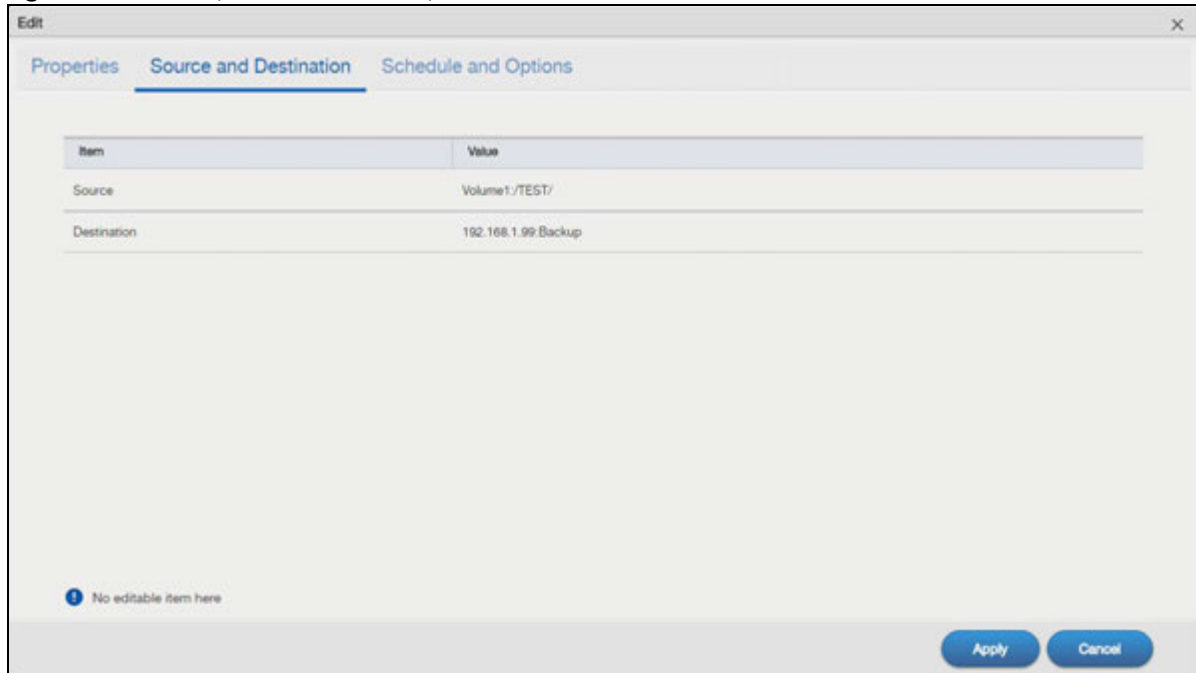 Edit
Properties Source and Destination Schedule and Options
Item Value
Source Volume1:/TEST/
Destination 192.168.1.99:Backup
No editable item here
Apply Cancel